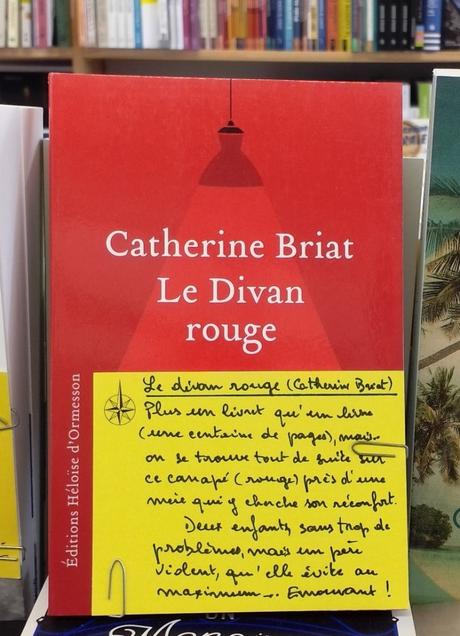 Catherine Briat
Le Divan
rouge
Éditions Héloïse d'Ormesson
Le divan rouge (Catherin Briat)
Plus un livret qu'un livre
(une centaine de pages), mais
on se trouve tout de suite sur
ce canapé (rouge) près d'une
mère qui y cherche son réconfort.
Deux enfants, sans trop de
problèmes, mais un père
violent, qu'elle évite au
maximum... Emouvant !